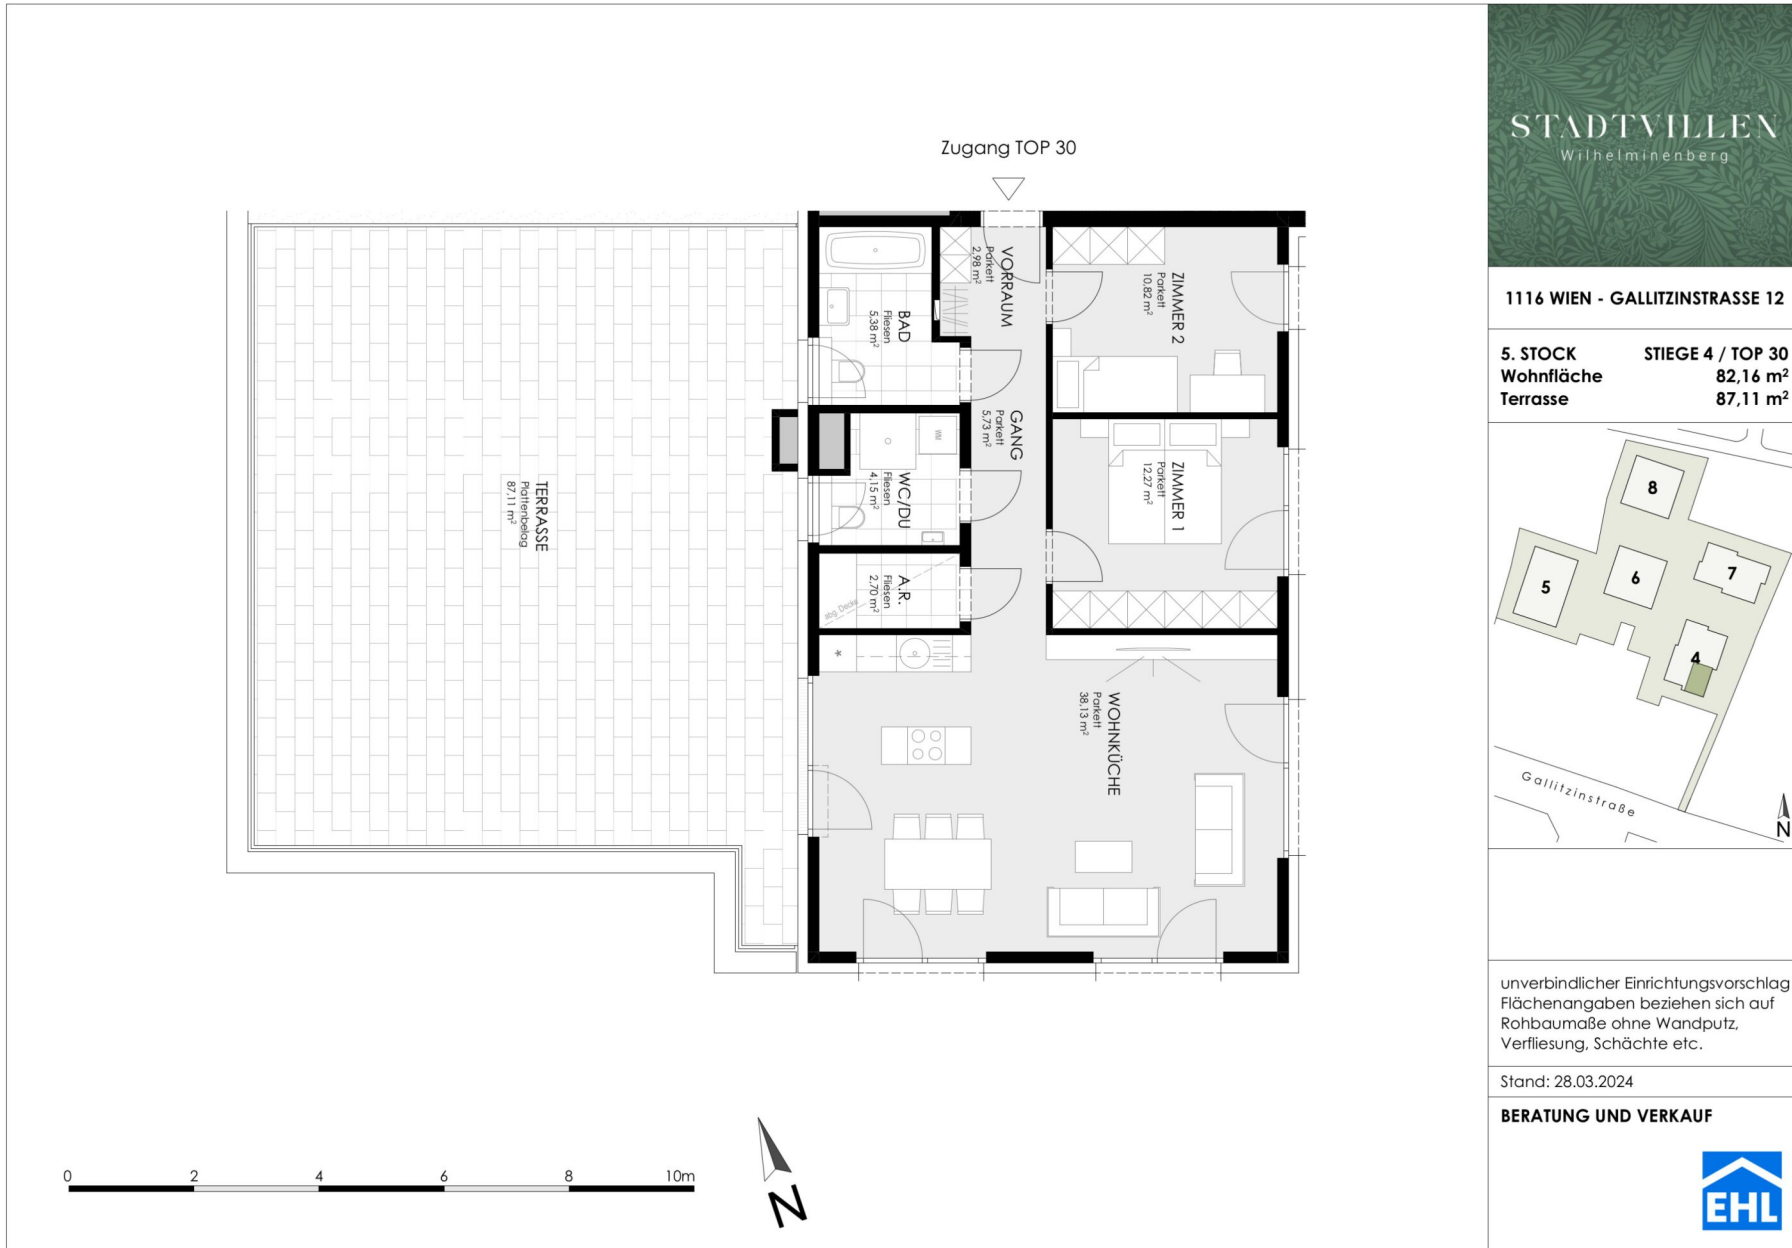 Zugang TOP 30
VORRAUM
Parkett
2,98 m²
ZIMMER 2
Parkett
10,82 m²
BAD
Fliesen
5,38 m²
GANG
Parkett
5,73 m²
WM
ZIMMER 1
Parkett
12,27 m²
WC/DU
Fliesen
4,15 m²
TERRASSE
Plattenbelag
87,11 m²
A.R.
Fliesen
2,70 m²
abg. Decke
*
WOHNKÜCHE
Parkett
38,13 m²
0 2 4 6 8 10m
N
STADTVILLEN
Wilhelminenberg
1116 WIEN - GALLITZINSTRASSE 12
5. STOCK STIEGE 4 / TOP 30
Wohnfläche 82,16 m²
Terrasse 87,11 m²
8
7
6
5
4
Gallitzinstraße
N
unverbindlicher Einrichtungsvorschlag
Flächenangaben beziehen sich auf
Rohbaumaße ohne Wandputz,
Verfliesung, Schächte etc.
Stand: 28.03.2024
BERATUNG UND VERKAUF
EHL